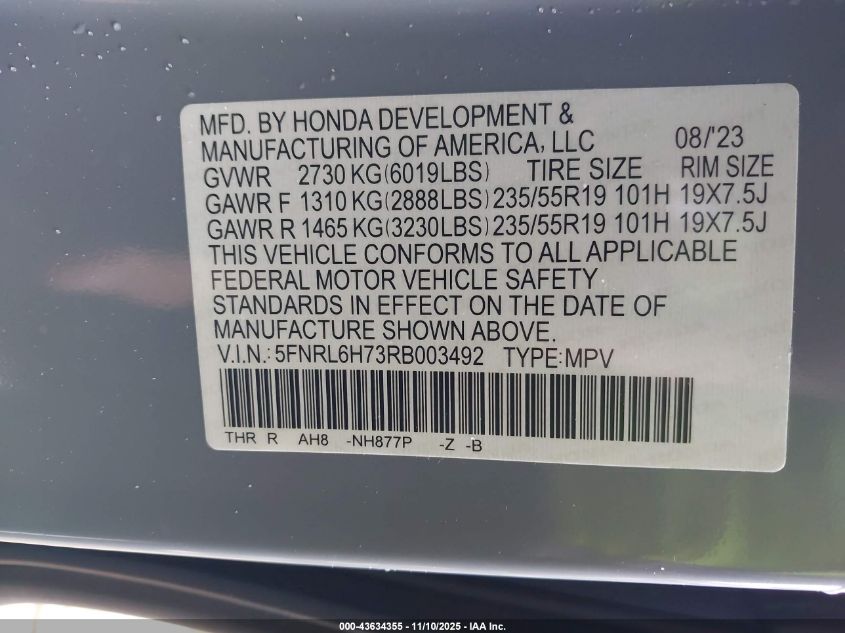 MFD. BY HONDA DEVELOPMENT &
MANUFACTURING OF AMERICA, LLC 08/'23
GVWR 2730 KG(6019LBS) TIRE SIZE RIM SIZE
GAWR F 1310 KG(2888LBS) 235/55R19 101H 19X7.5J
GAWR R 1465 KG(3230LBS) 235/55R19 101H 19X7.5J
THIS VEHICLE CONFORMS TO ALL APPLICABLE
FEDERAL MOTOR VEHICLE SAFETY
STANDARDS IN EFFECT ON THE DATE OF
MANUFACTURE SHOWN ABOVE.
V.I.N.: 5FNRL6H73RB003492 TYPE:MPV
THR R AH8 -NH877P -Z -B
000-43634355 — 11/10/2025 — IAA Inc.